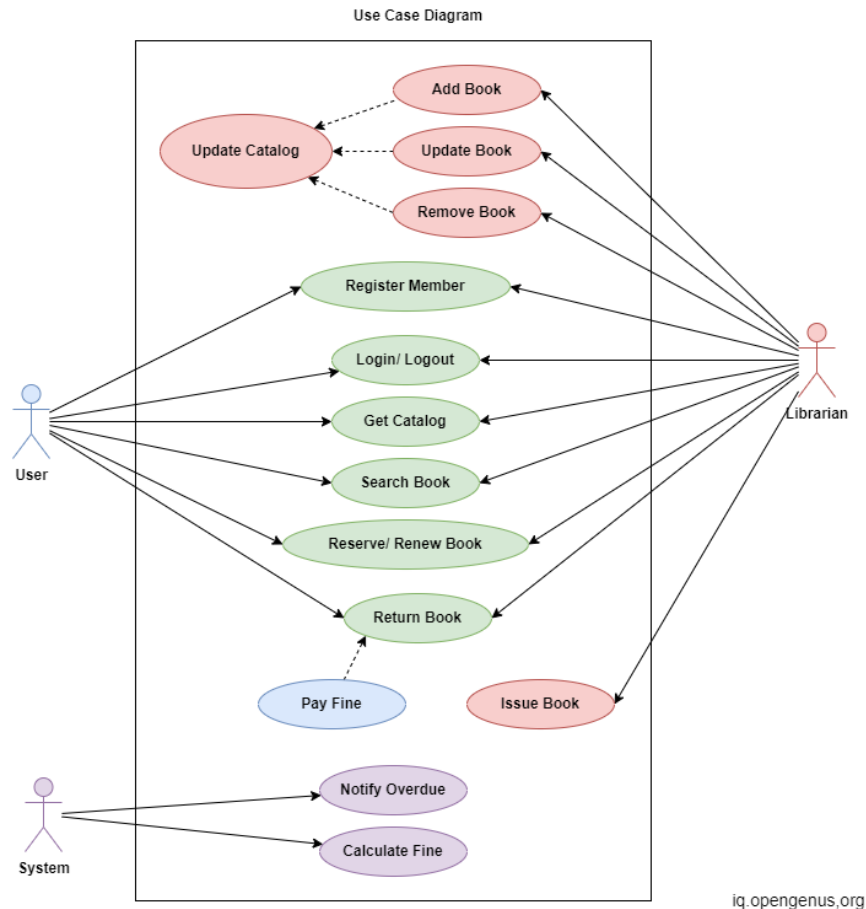 Use Case Diagram
Add Book
Update Catalog
Update Book
Remove Book
Register Member
Login/ Logout
Get Catalog
Librarian
User
Search Book
Reserve/ Renew Book
Return Book
Pay Fine
Issue Book
Notify Overdue
Calculate Fine
System
iq.opengenus,org